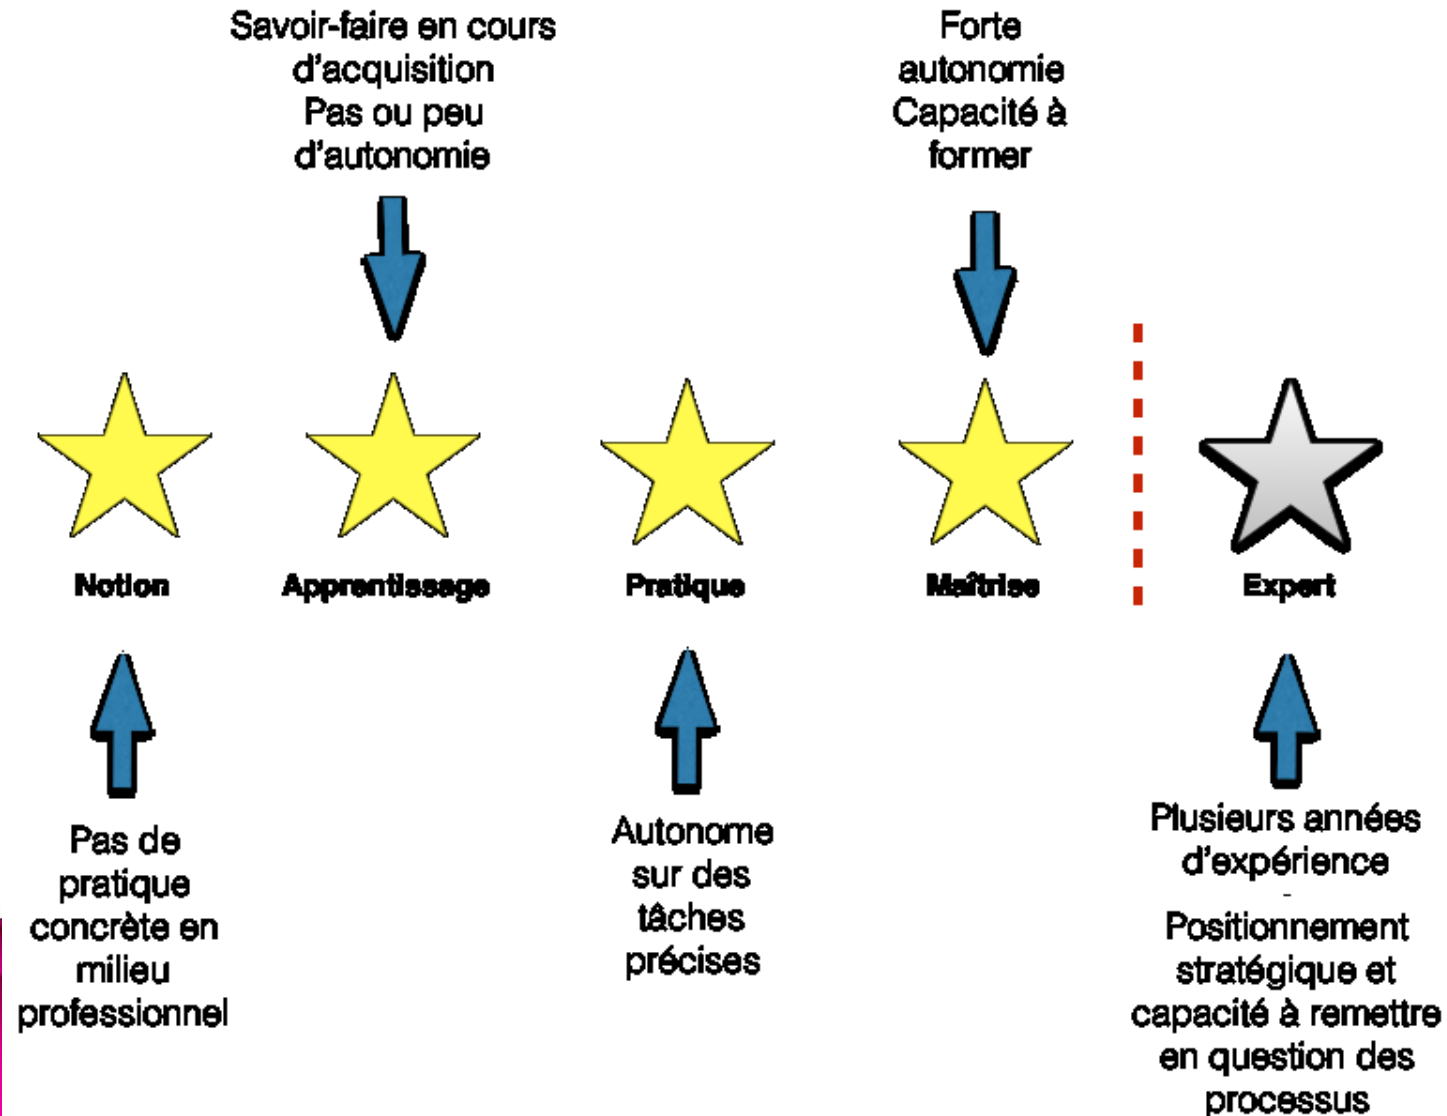 Savoir-faire en cours
d'acquisition
Pas ou peu
d'autonomie
Forte
autonomie
Capacité à
former
Notion
Apprentissage
Pratique
Maîtrise
Expert
Pas de
pratique
concrète en
milieu
professionnel
Autonome
sur des
tâches
précises
Plusieurs années
d'expérience
-
Positionnement
stratégique et
capacité à remettre
en question des
processus